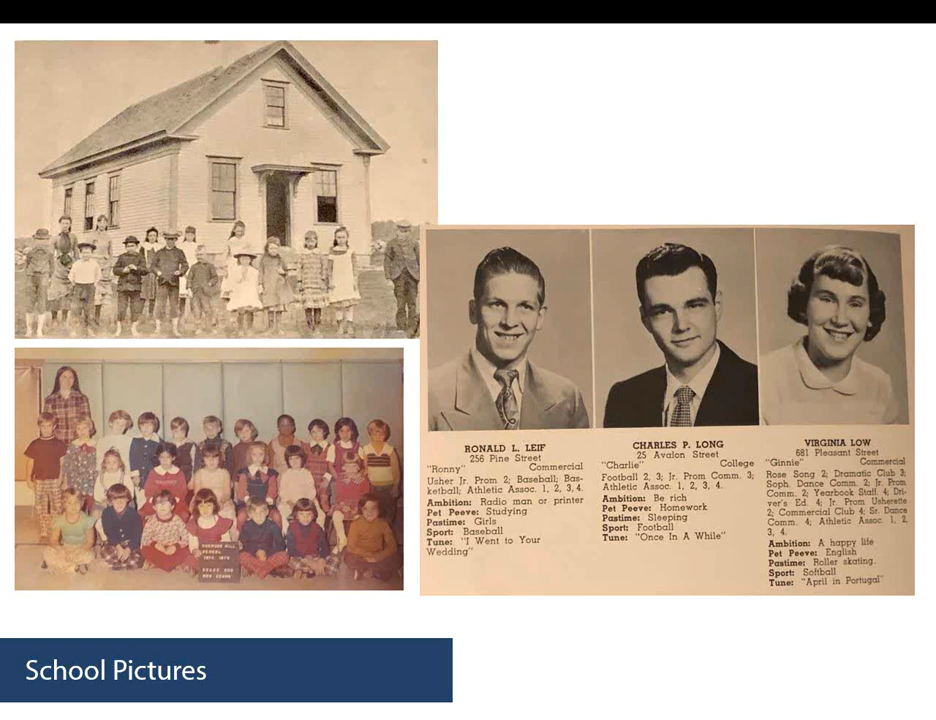 RONALD L. LEIF
256 Pine Street
"Ronny" Commercial
Usher Jr. Prom 2; Baseball; Bas-
ketball; Athletic Assoc. 1, 2, 3, 4.
Ambition: Radio man or printer
Pet Peeve: Studying
Pastime: Girls
Sport: Baseball
Tune: "I Went to Your
Wedding"
CHARLES P. LONG
25 Avalon Street
"Charlie" College
Football 2, 3; Jr. Prom Comm. 3;
Athletic Assoc. 1, 2, 3, 4.
Ambition: Be rich
Pet Peeve: Homework
Pastime: Sleeping
Sport: Football
Tune: "Once In A While"
VIRGINIA LOW
681 Pleasant Street
"Ginnie" Commercial
Rose Song 2; Dramatic Club 3;
Soph. Dance Comm. 2; Jr. Prom
Comm. 2; Yearbook Staff. 4; Dri-
ver's Ed. 4; Jr. Prom Usherette
2; Commercial Club 4; Sr. Dance
Comm. 4; Athletic Assoc. 1, 2,
3, 4.
Ambition: A happy life
Pet Peeve: English
Pastime: Roller skating.
Sport: Softball
Tune: "April in Portugal"
School Pictures